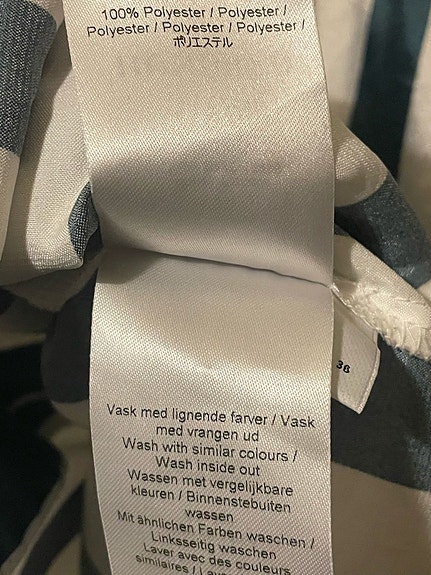 100% Polyester / Polyester /
Polyester / Polyester / Polyester /
ポリエステル
38
Vask med lignende farver / Vask
med vrangen ud
Wash with similar colours /
Wash inside out
Wassen met vergelijkbare
kleuren / Binnenstebuiten
wassen
Mit ähnlichen Farben waschen /
Linksseitig waschen
Laver avec des couleurs
similaires /